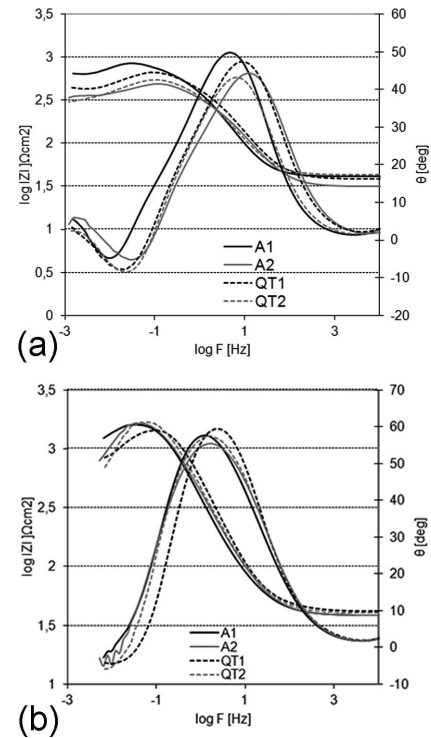 3,5
3
2,5
2
1,5
1
0,5
0
log |Z| ]Ωcm2]
60
50
40
30
20
10
0
-10
-20
θ [deg]
A1
A2
QT1
QT2
-3 -1 1 3
log F [Hz]
(a)
3,5
3
2,5
2
1,5
1
log |Z| ]Ωcm2]
70
60
50
40
30
20
10
0
-10
θ [deg]
A1
A2
QT1
QT2
-3 -1 1 3
log F [Hz]
(b)